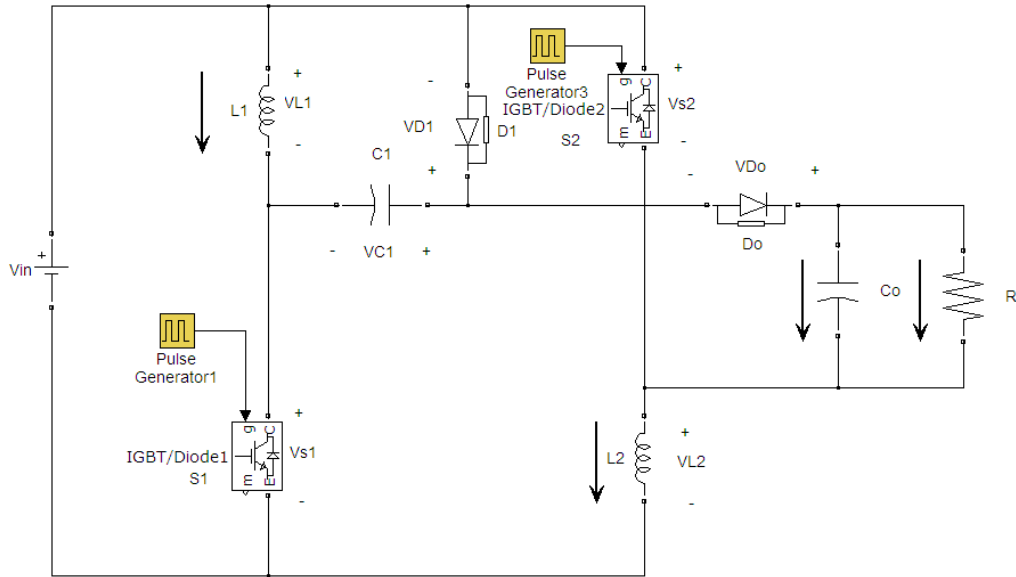 Pulse
Generator3
IGBT/Diode2
S2
g
C
m
E
+
Vs2
-
L1
+
VL1
-
-
VD1
D1
+
C1
-
VC1
+
-
VDo
+
Do
Vin
+
Co
R
Pulse
Generator1
IGBT/Diode1
S1
g
C
m
E
+
Vs1
-
L2
+
VL2
-